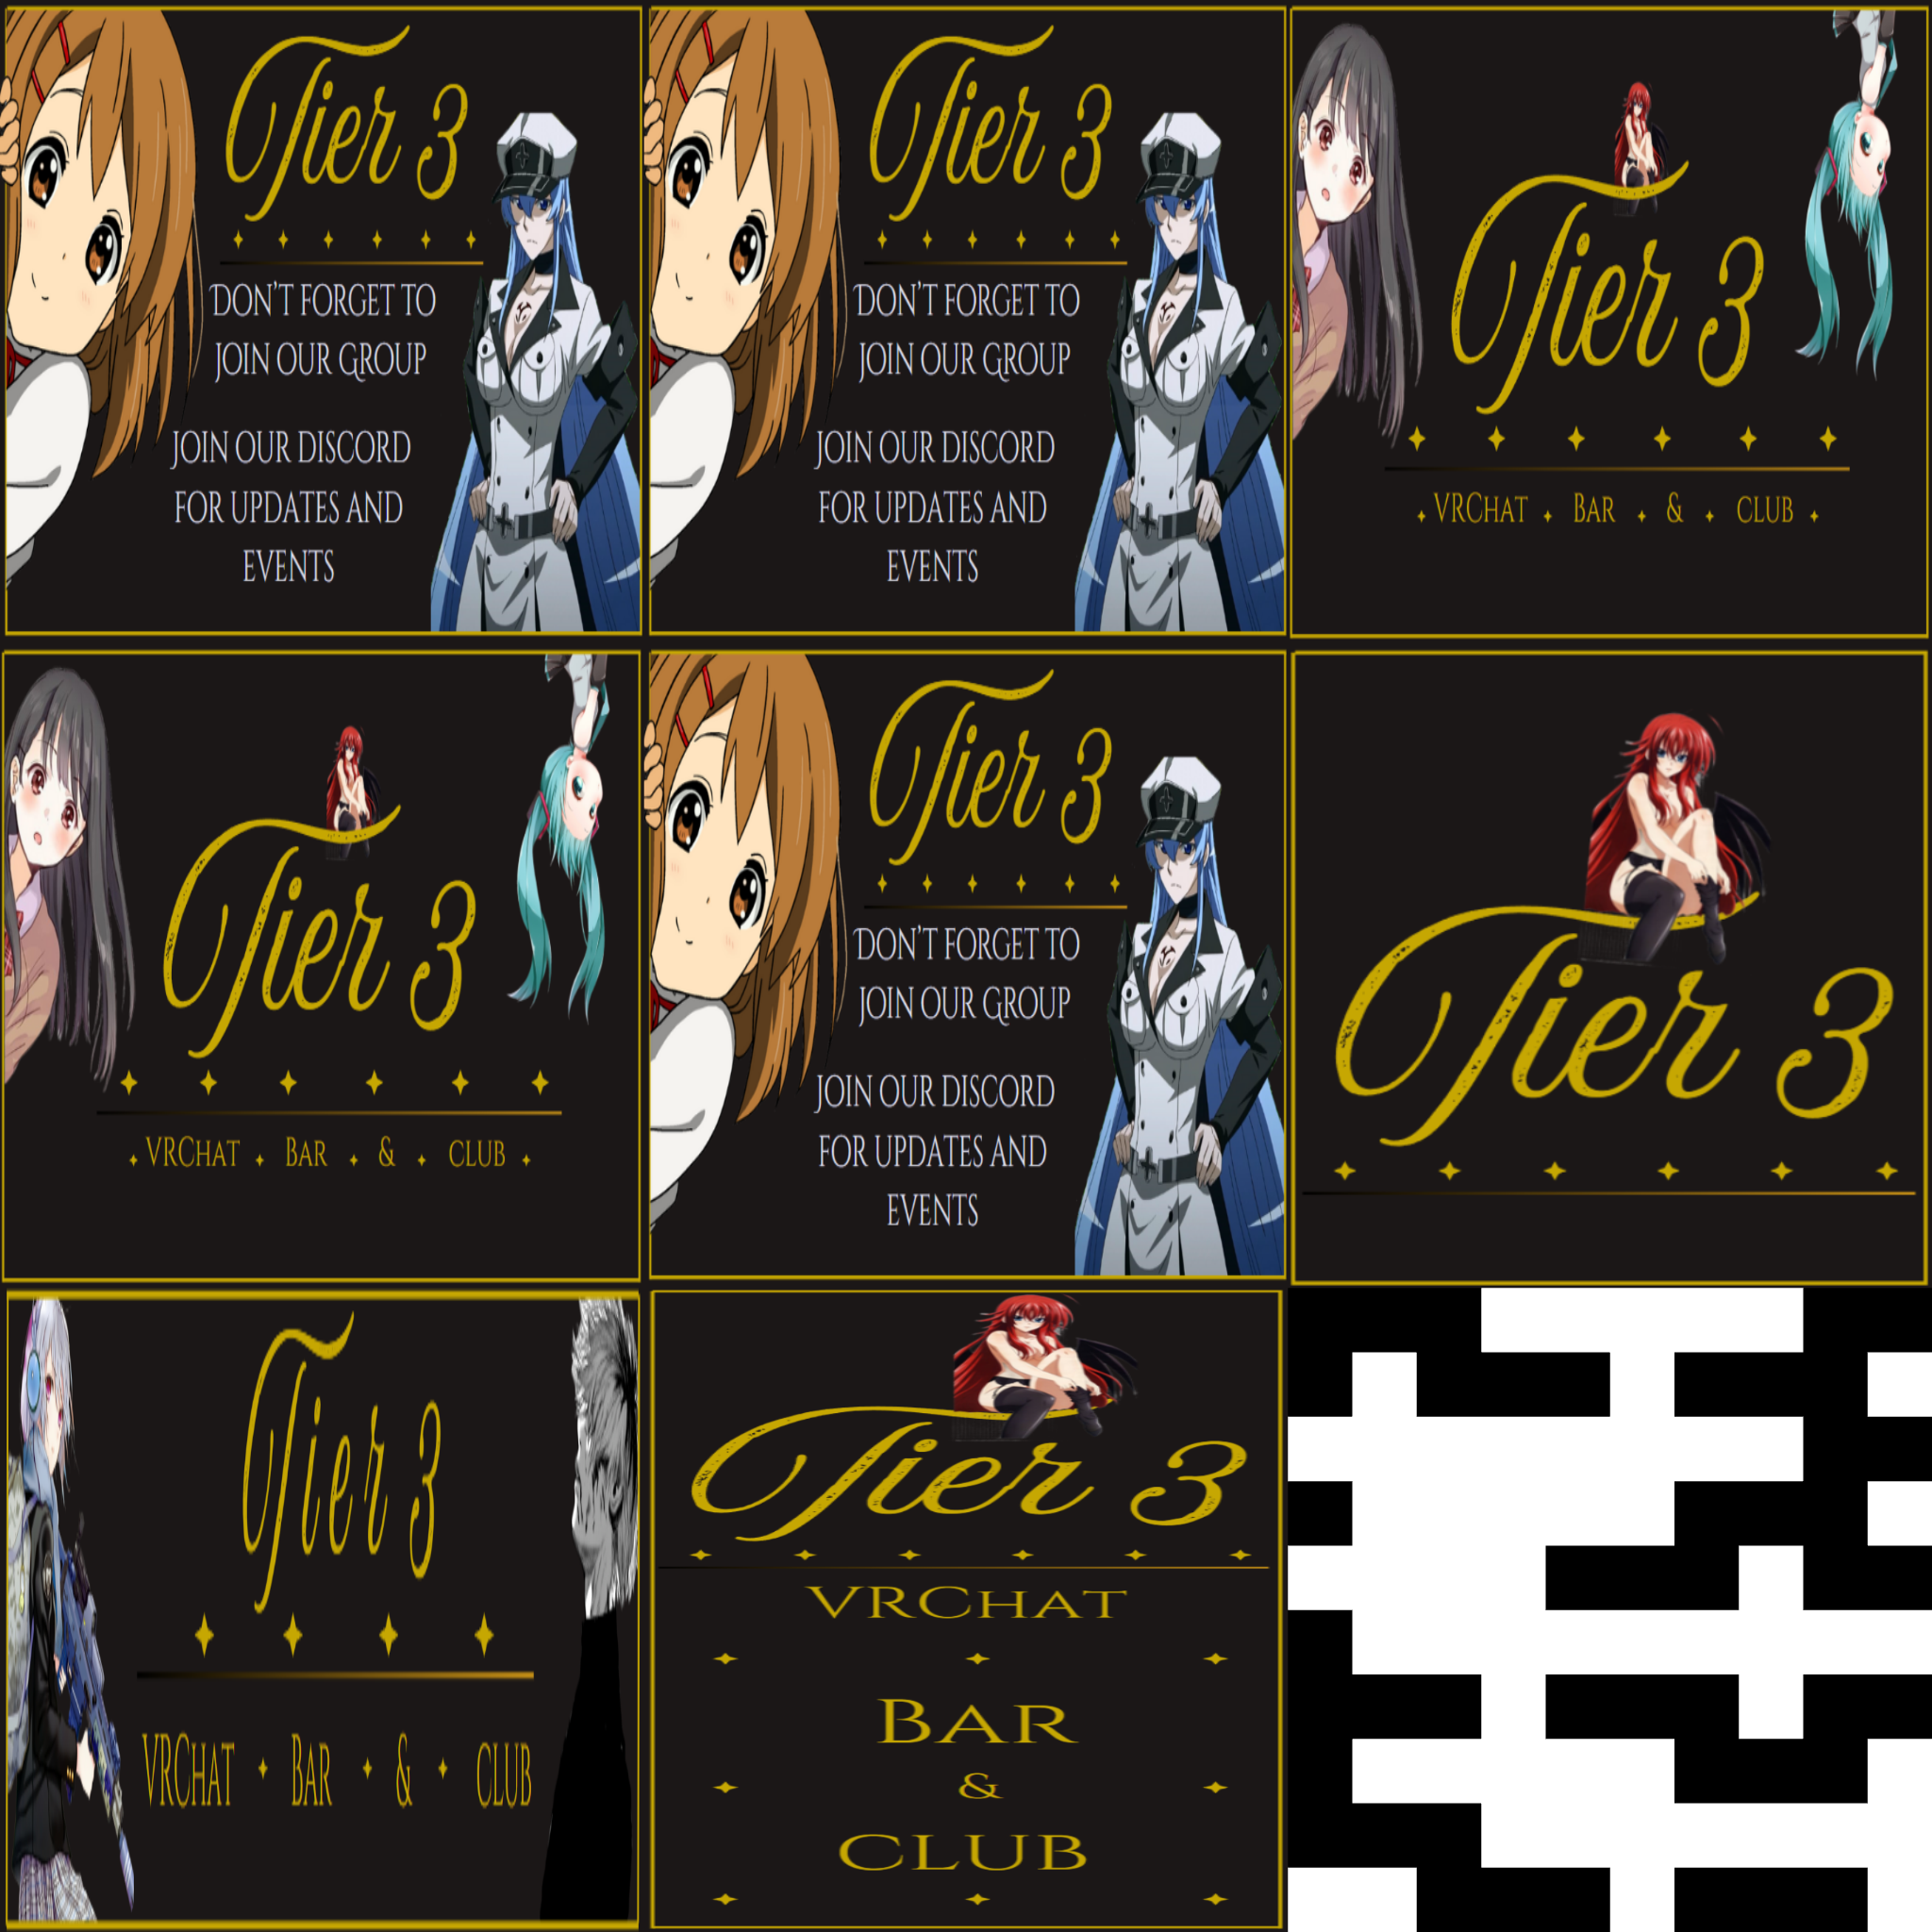 Tier 3
DON'T FORGET TO
JOIN OUR GROUP
JOIN OUR DISCORD
FOR UPDATES AND
EVENTS
Tier 3
DON'T FORGET TO
JOIN OUR GROUP
JOIN OUR DISCORD
FOR UPDATES AND
EVENTS
Tier 3
VRCHAT BAR & CLUB
Tier 3
VRCHAT BAR & CLUB
Tier 3
DON'T FORGET TO
JOIN OUR GROUP
JOIN OUR DISCORD
FOR UPDATES AND
EVENTS
Tier 3
Tier 3
VRCHAT BAR & CLUB
Tier 3
VRCHAT
BAR
&
CLUB